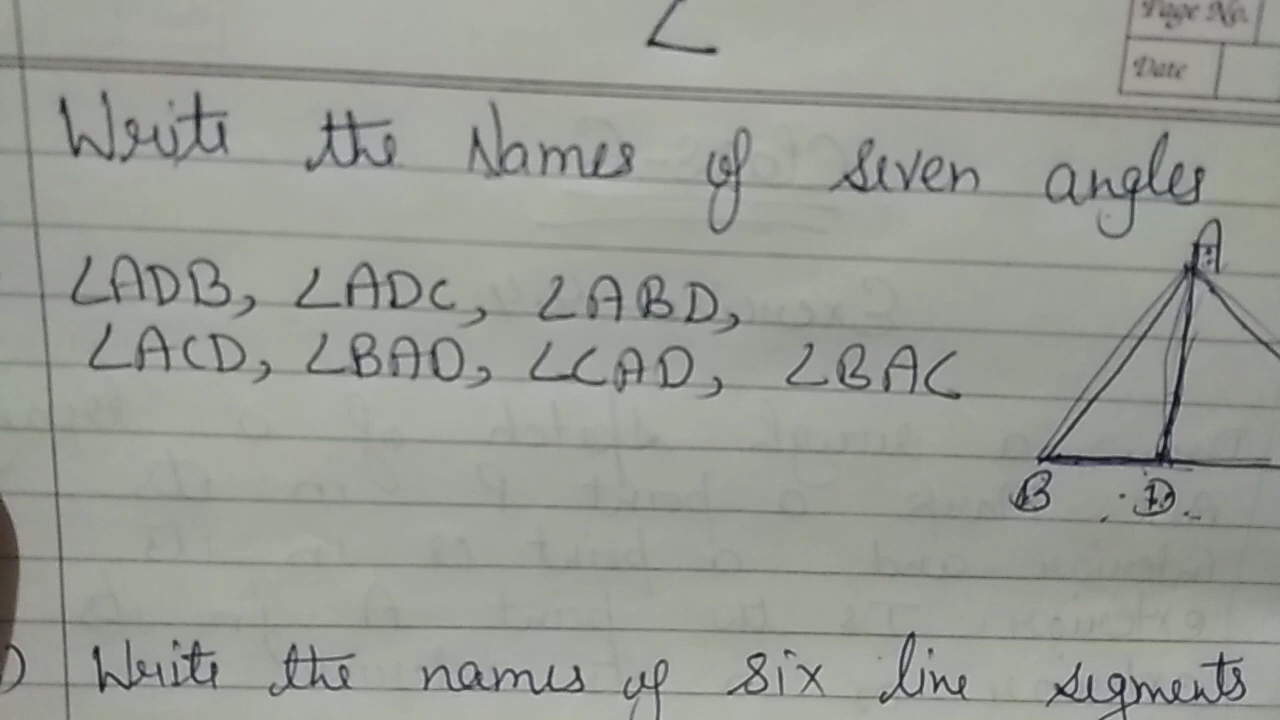 ∠
Page No.
Date
Write the Names of seven angles
∠ADB, ∠ADC, ∠ABD,
∠ACD, ∠BAD, ∠CAD, ∠BAC
A
B D
) Write the names of six line segments